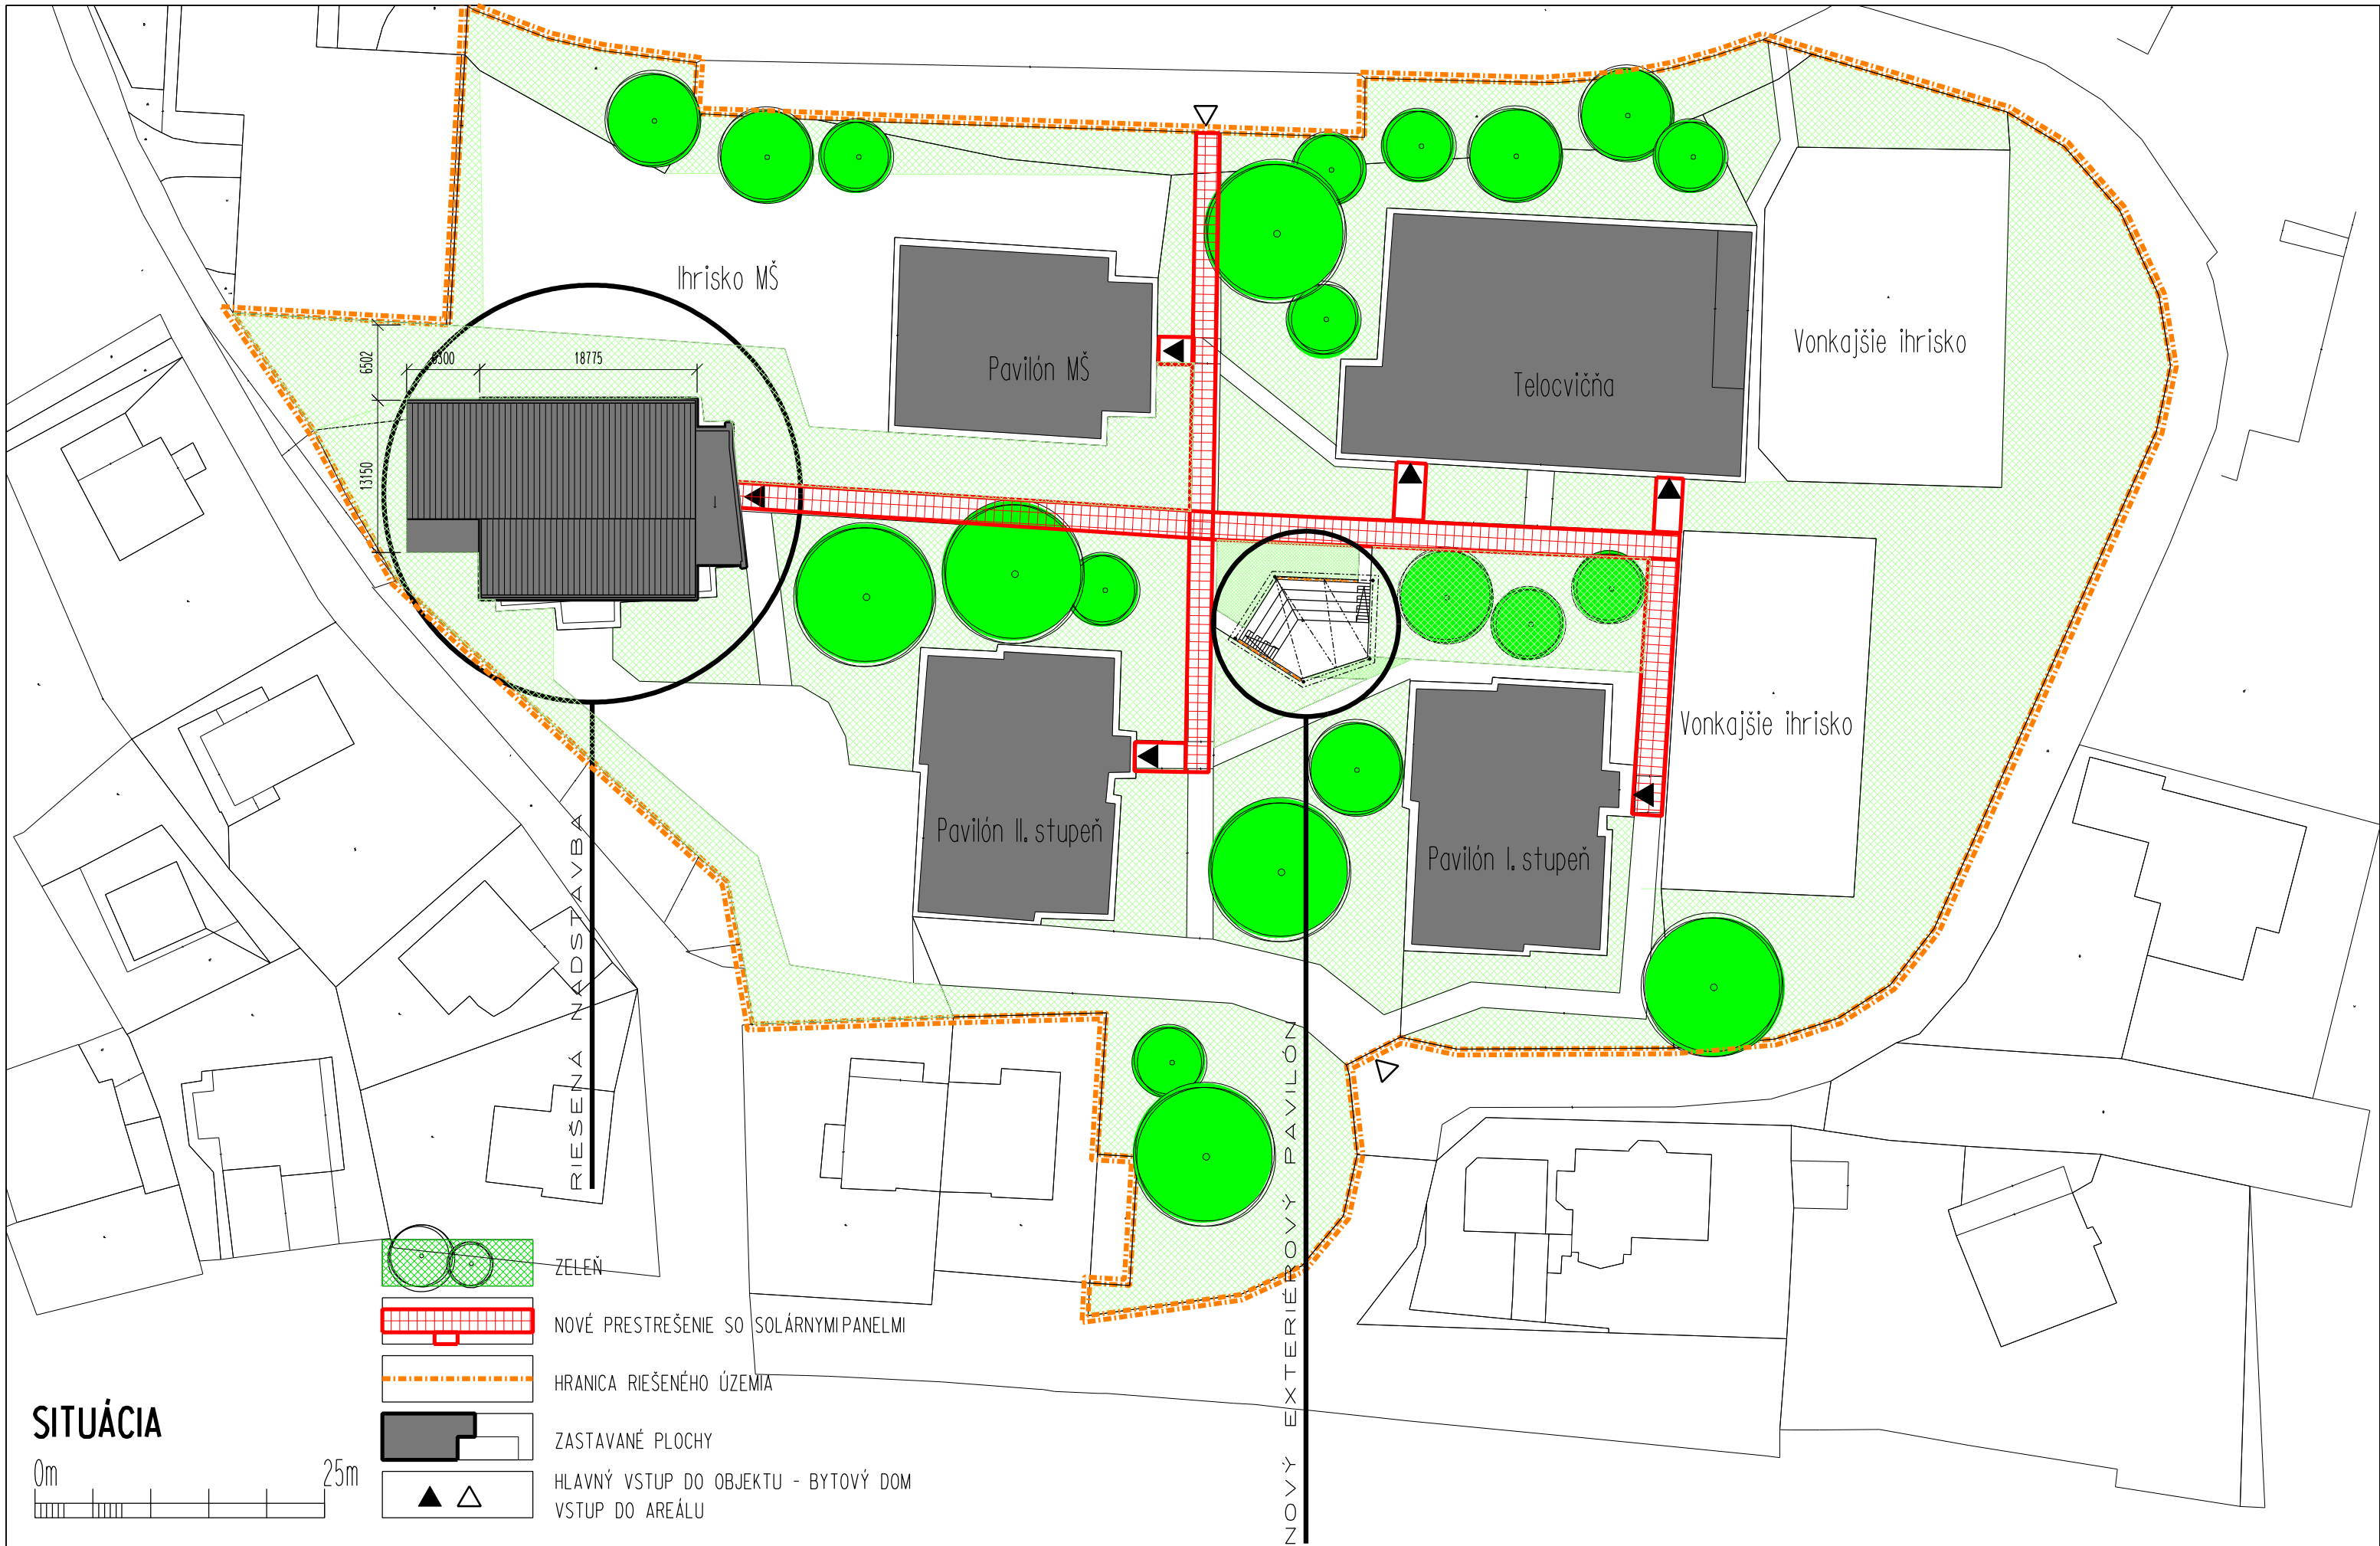 Ihrisko MŠ
Pavilón MŠ
Telocvičňa
Vonkajšie ihrisko
6502
6300
18775
13150
Vonkajšie ihrisko
Pavilón II. stupeň
Pavilón I. stupeň
RIEŠENÁ NADSTAVBA
NOVÝ EXTERIÉROVÝ PAVILÓN
ZELEŇ
NOVÉ PRESTREŠENIE SO SOLÁRNYMI PANELMI
HRANICA RIEŠENÉHO ÚZEMIA
ZASTAVANÉ PLOCHY
HLAVNÝ VSTUP DO OBJEKTU - BYTOVÝ DOM
VSTUP DO AREÁLU
SITUÁCIA
0m 25m